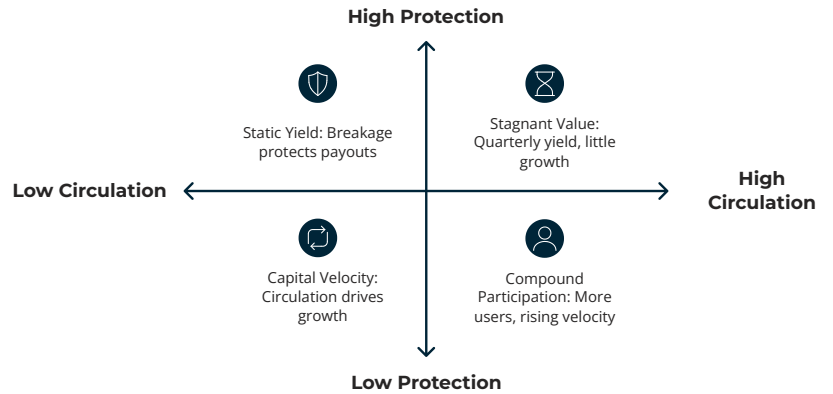 High Protection
Static Yield: Breakage
protects payouts
Stagnant Value:
Quarterly yield, little
growth
Low Circulation
High
Circulation
Capital Velocity:
Circulation drives
growth
Compound
Participation: More
users, rising velocity
Low Protection